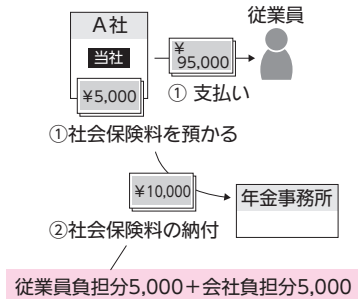 A社
当社
従業員
¥
95,000
¥5,000
① 支払い
①社会保険料を預かる
¥10,000
年金事務所
②社会保険料の納付
従業員負担分5,000＋会社負担分5,000